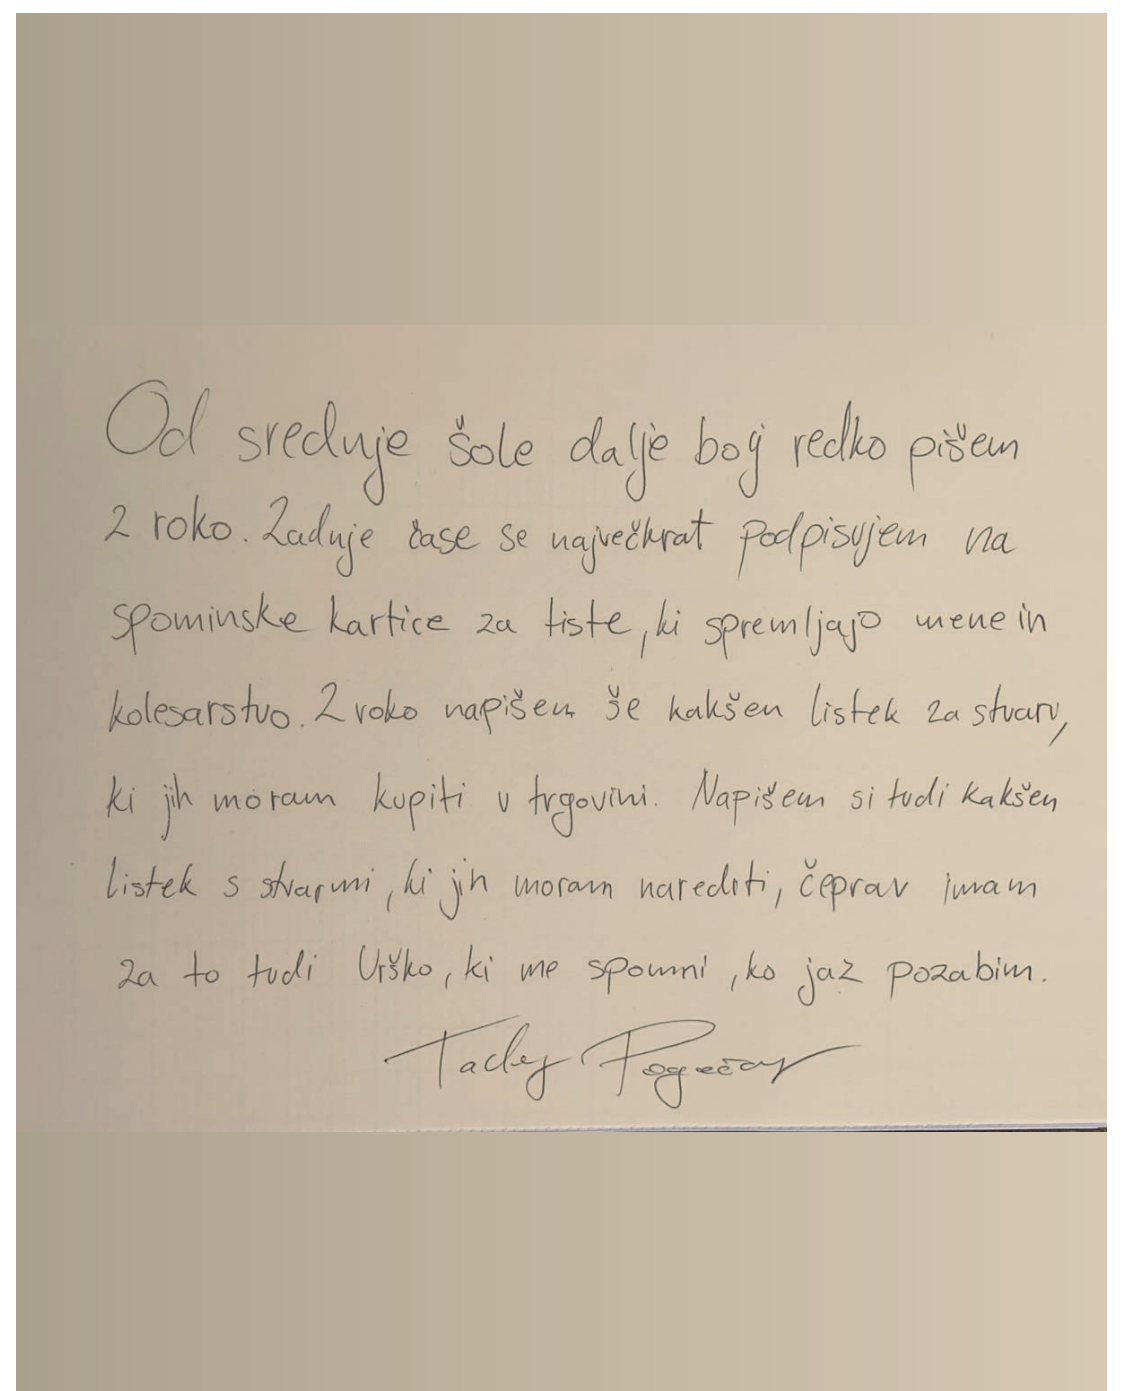 Od srednje šole dalje bolj redko pišem
z roko. Zadnje čase se največkrat podpisujem na
spominske kartice za tiste, ki spremljajo mene in
kolesarstvo. Z roko napišem še kakšen listek za stvari,
ki jih moram kupiti v trgovini. Napišem si tudi kakšen
listek s stvarmi, ki jih moram narediti, čeprav imam
za to tudi Urško, ki me spomni, ko jaz pozabim.
Tadej Pogačar